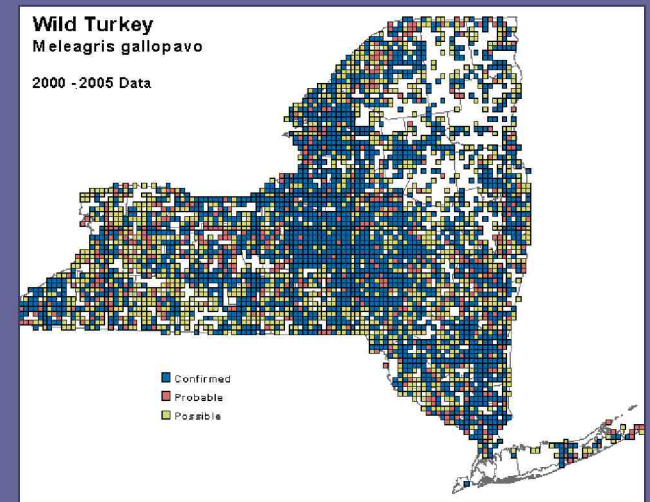 Wild Turkey
Meleagris gallopavo
2000 - 2005 Data
Confirmed
Probable
Possible